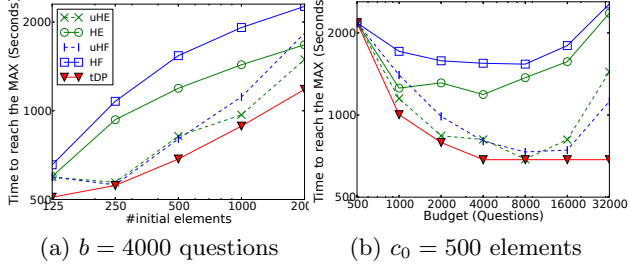 Time to reach the MAX (Seconds)
2000
1000
500
uHE
HE
uHF
HF
tDP
125 250 500 1000 200
#initial elements
(a) b = 4000 questions
Time to reach the MAX (Seconds)
2000
1000
500
500 1000 2000 4000 8000 16000 32000
Budget (Questions)
(b) c₀ = 500 elements